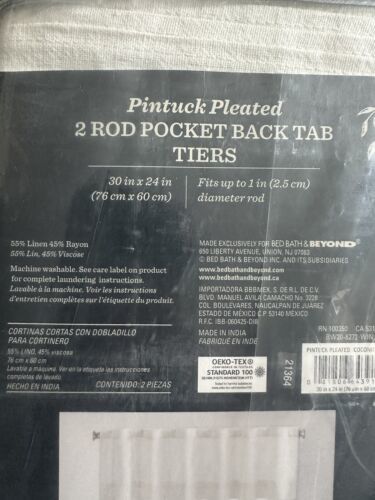 Pintuck Pleated
2 ROD POCKET BACK TAB
TIERS
30 in x 24 in
(76 cm x 60 cm)
Fits up to 1 in (2.5 cm)
diameter rod
55% Linen 45% Rayon
55% Lin, 45% Viscose
Machine washable. See care label on product
for complete laundering instructions.
Lavable à la machine. Voir les instructions
d'entretien complètes sur l'étiquette du produit.
MADE EXCLUSIVELY FOR BED BATH & BEYOND
650 LIBERTY AVENUE, UNION, NJ 07083
© BED BATH & BEYOND INC. AND ITS SUBSIDIARIES
www.bedbathandbeyond.com
www.bedbathandbeyond.ca
IMPORTADORA BBBMEX, S. DE R.L. DE C.V.
BLVD. MANUEL AVILA CAMACHO No. 3228
COL. BOULEVARES, NAUCALPAN DE JUAREZ
ESTADO DE MÉXICO C.P. 53140 MÉXICO
R.F.C. IBB-060425-DI8
MADE IN INDIA
FABRIQUÉ EN INDE
CORTINAS CORTAS CON DOBLADILLO
PARA CORTINERO
55% LINO, 45% viscosa
76 cm x 60 cm
Lavable a máquina. Ver en la etiqueta las instrucciones
completas de lavado.
HECHO EN INDIA
CONTENIDO: 2 PIEZAS
OEKO-TEX®
CONFIDENCE IN TEXTILES
STANDARD 100
21364
RN 100350
PINTUCK PLEATED COCONUT